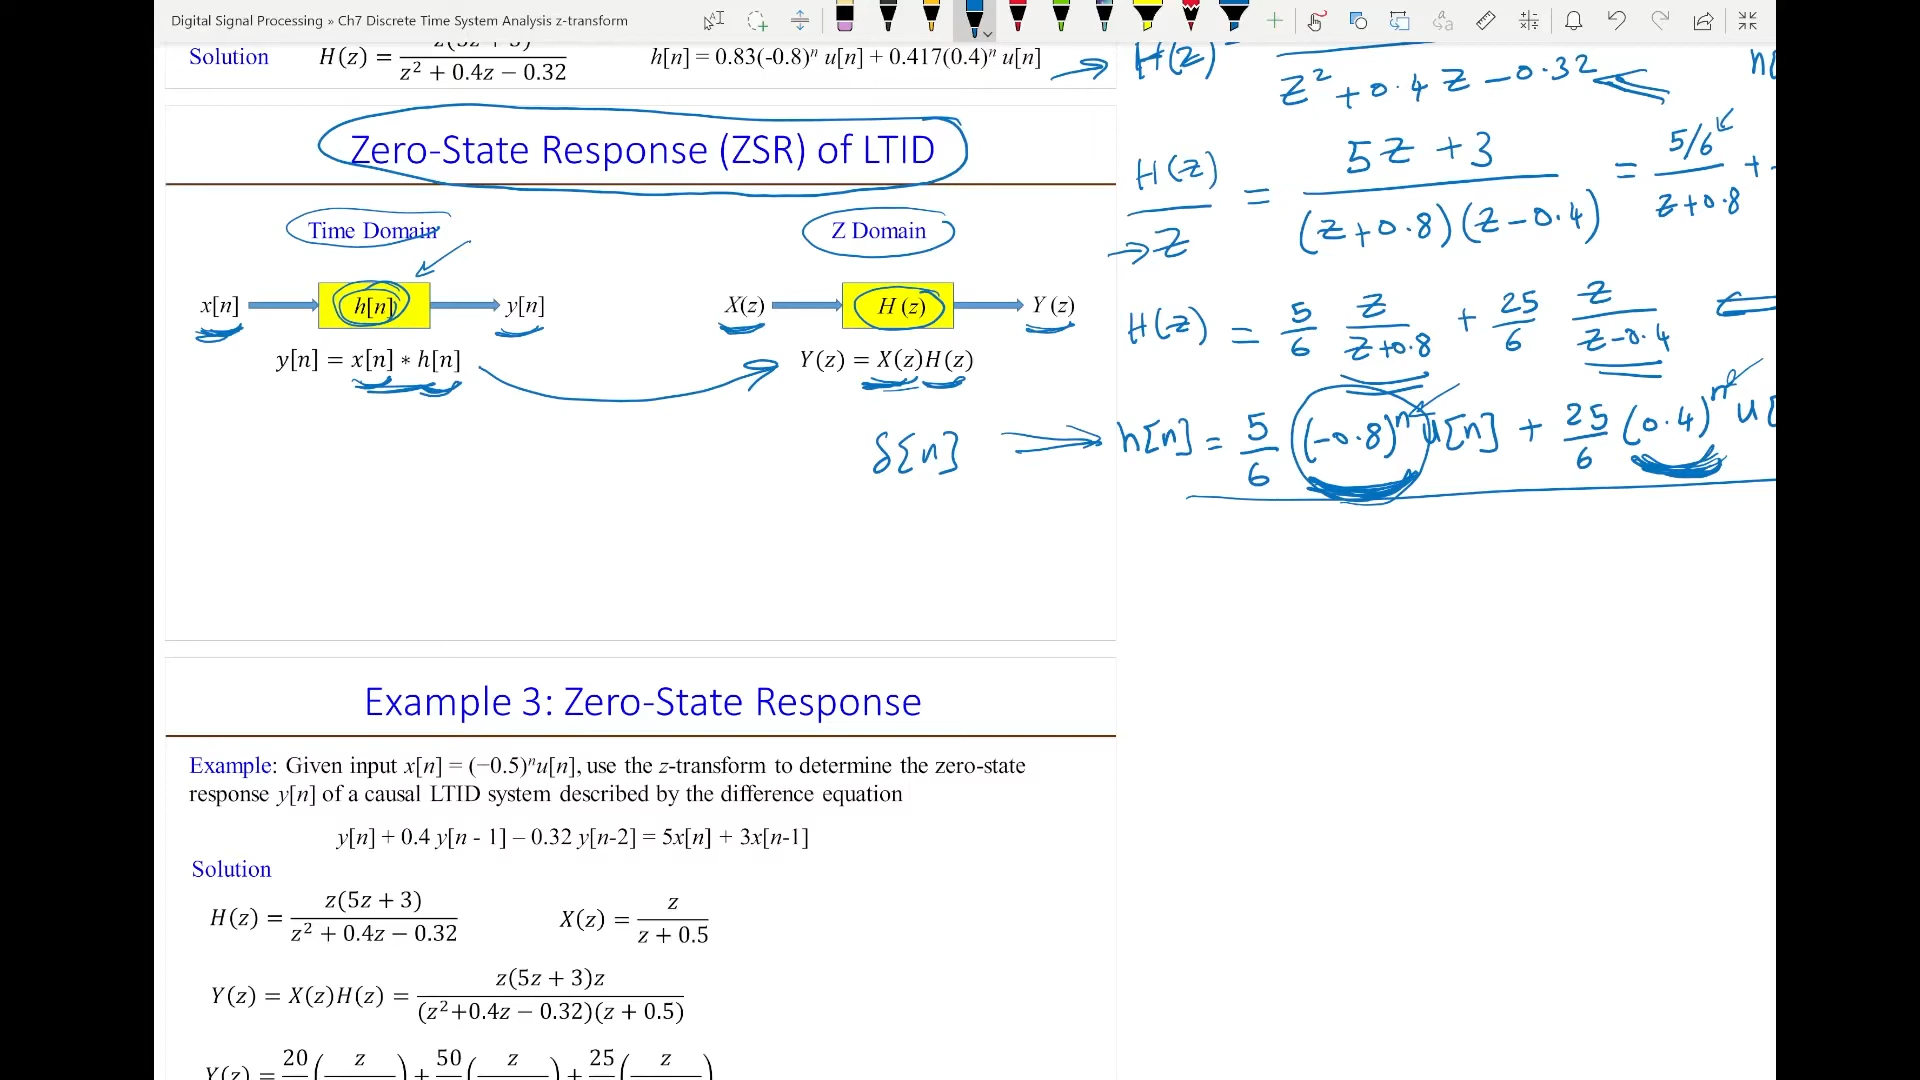 Digital Signal Processing » Ch7 Discrete Time System Analysis z-transform
Solution H(z) = z(5z + 3) / z² + 0.4z − 0.32 h[n] = 0.83(-0.8)ⁿ u[n] + 0.417(0.4)ⁿ u[n]
Zero-State Response (ZSR) of LTID
Time Domain Z Domain
x[n] h[n] y[n] X(z) H (z) Y (z)
y[n] = x[n] ∗ h[n] Y(z) = X(z)H(z)
δ[n]
Example 3: Zero-State Response
Example: Given input x[n] = (−0.5)ⁿu[n], use the z-transform to determine the zero-state
response y[n] of a causal LTID system described by the difference equation
y[n] + 0.4 y[n - 1] – 0.32 y[n-2] = 5x[n] + 3x[n-1]
Solution
H(z) = z(5z + 3) / z² + 0.4z − 0.32 X(z) = z / z + 0.5
Y(z) = X(z)H(z) = z(5z + 3)z / (z²+0.4z − 0.32)(z + 0.5)
Y(z) = 20 ( z ) + 50 ( z ) + 25 ( z )
H(z) = / z² + 0.4 z − 0.32
H(z) / z = 5z + 3 / (z+0.8)(z−0.4) = 5/6 / z+0.8 +
H(z) = 5/6 z / z+0.8 + 25/6 z / z−0.4
h[n] = 5/6 (−0.8)ⁿ u[n] + 25/6 (0.4)ⁿ u[